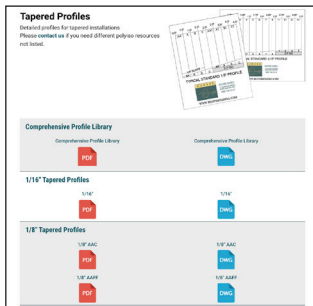 Tapered Profiles
Detailed profiles for tapered installations
Please contact us if you need different polyiso resources
not listed.
TYPICAL STANDARD 1/8" PROFILE
Comprehensive Profile Library
Comprehensive Profile Library Comprehensive Profile Library
PDF DWG
1/16" Tapered Profiles
1/16" 1/16"
PDF DWG
1/8" Tapered Profiles
1/8" AAC 1/8" AAC
PDF DWG
1/8" AAFF 1/8" AAFF
PDF DWG